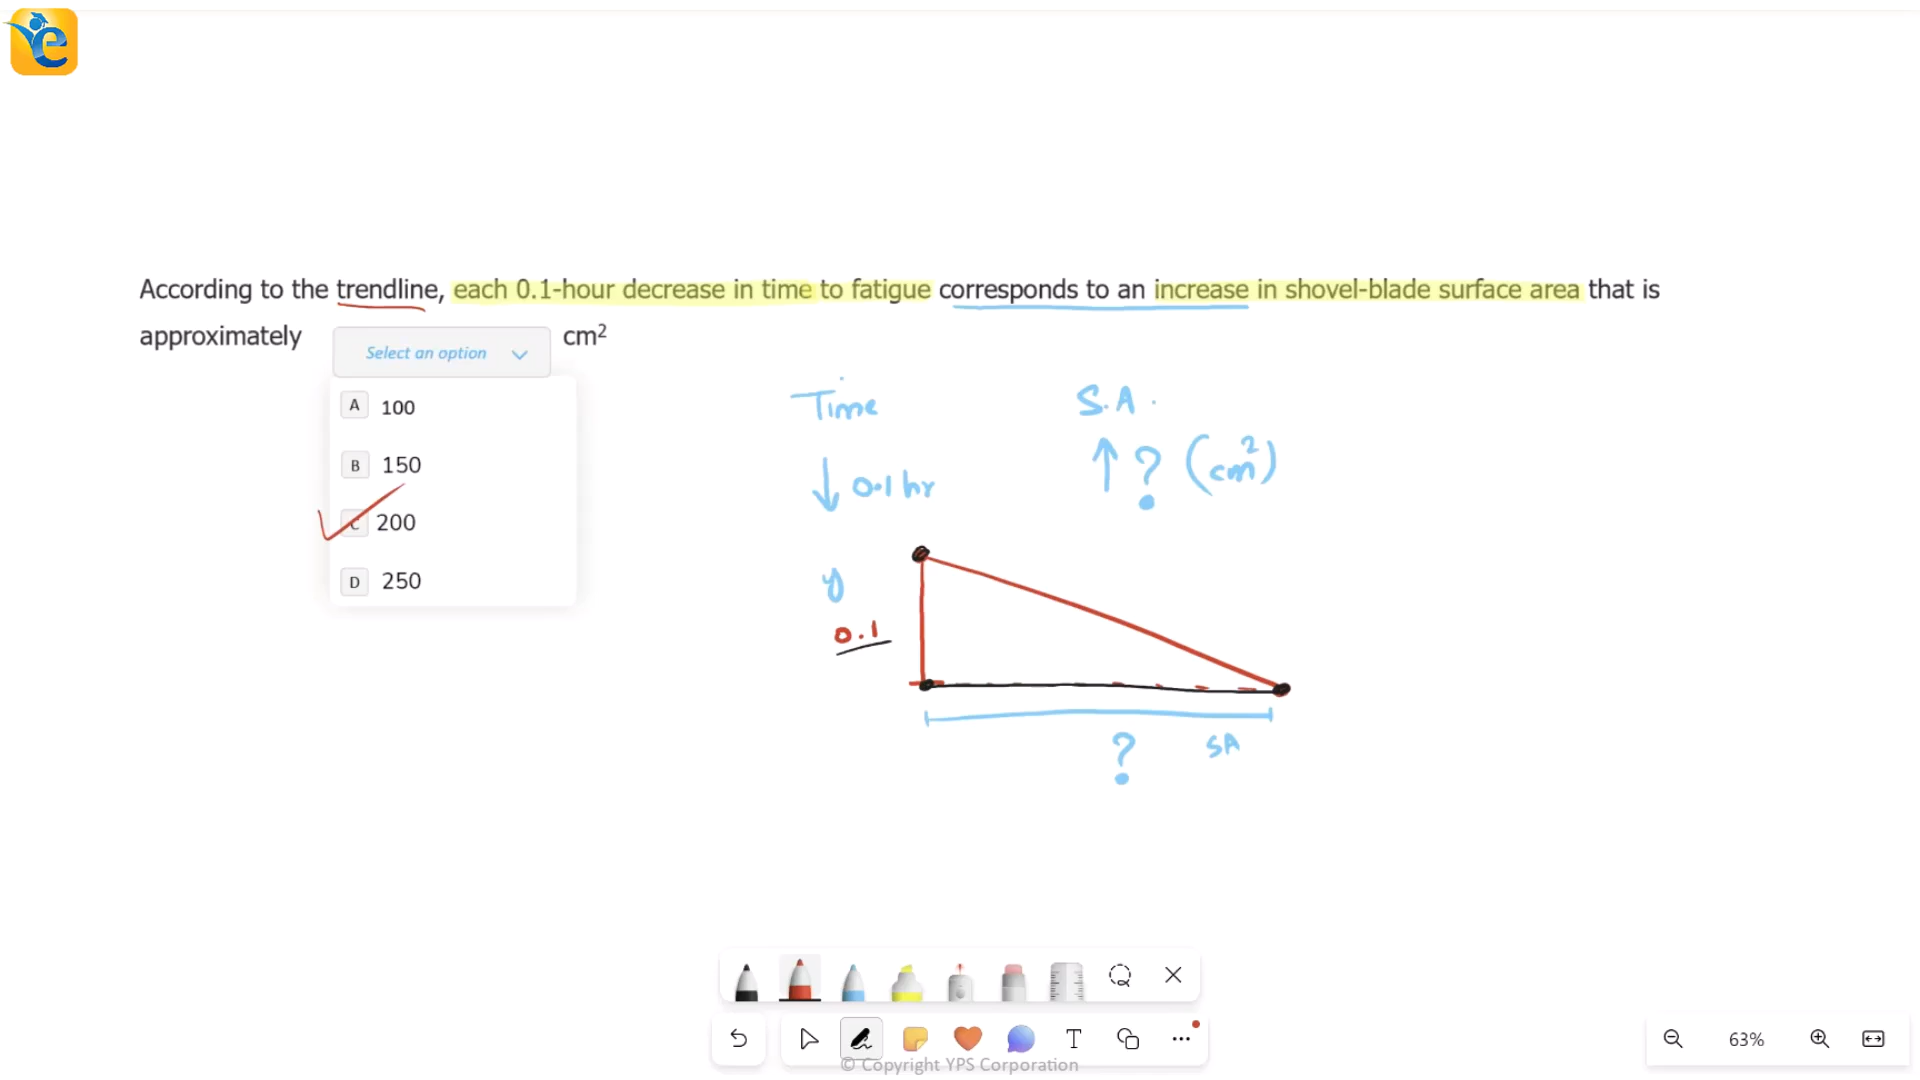 According to the trendline, each 0.1-hour decrease in time to fatigue corresponds to an increase in shovel-blade surface area that is
approximately Select an option cm²
A 100
B 150
C 200
D 250
Time S.A.
↓ 0.1 hr ↑ ? (cm²)
y
0.1
? SA
T
63%
© Copyright YPS Corporation